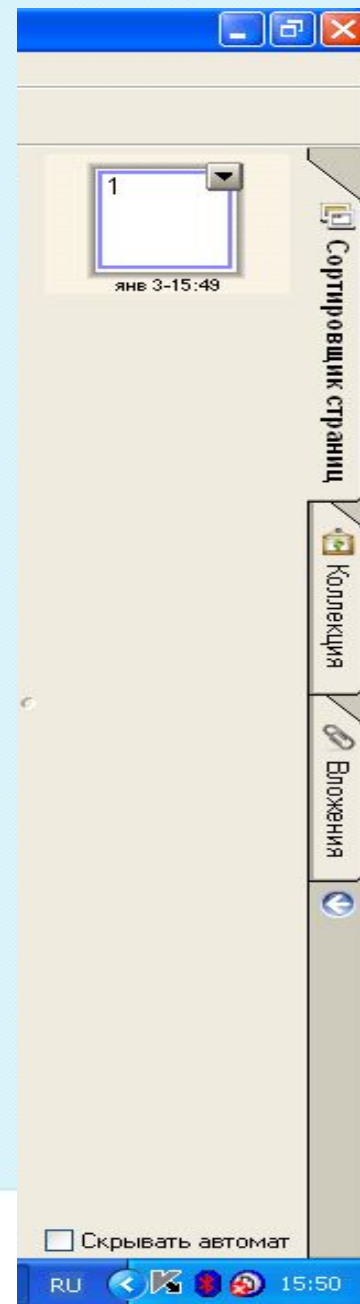 1
янв 3-15:49
Сортировщик страниц
Коллекция
Вложения
Скрывать автомат
RU
15:50